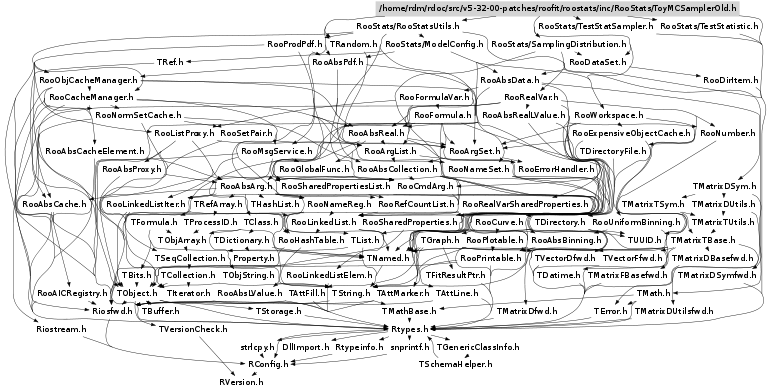 /home/rdm/rdoc/src/v5-32-00-patches/roofit/roostats/inc/RooStats/ToyMCSamplerOld.h
RooStats/RooStatsUtils.h RooStats/TestStatSampler.h RooStats/TestStatistic.h
RooProdPdf.h TRandom.h RooStats/ModelConfig.h RooStats/SamplingDistribution.h
TRef.h RooAbsPdf.h RooDataSet.h
RooObjCacheManager.h RooAbsData.h RooDirItem.h
RooCacheManager.h RooFormulaVar.h RooRealVar.h
RooNormSetCache.h RooFormula.h RooAbsRealLValue.h RooWorkspace.h
RooListProxy.h RooSetPair.h RooAbsReal.h RooExpensiveObjectCache.h RooNumber.h
RooAbsCacheElement.h RooMsgService.h RooArgList.h RooArgSet.h TDirectoryFile.h
RooAbsProxy.h RooGlobalFunc.h RooAbsCollection.h RooNameSet.h RooErrorHandler.h
RooAbsArg.h RooSharedPropertiesList.h RooCmdArg.h TMatrixDSym.h
RooAbsCache.h RooLinkedListIter.h TRefArray.h THashList.h RooNameReg.h RooRefCountList.h RooRealVarSharedProperties.h TMatrixTSym.h TMatrixDUtils.h
TFormula.h TProcessID.h TClass.h RooLinkedList.h RooSharedProperties.h RooCurve.h TDirectory.h RooUniformBinning.h TMatrixTUtils.h
TObjArray.h TDictionary.h RooHashTable.h TList.h TGraph.h RooPlotable.h RooAbsBinning.h TUUID.h TMatrixTBase.h
TSeqCollection.h Property.h TNamed.h RooPrintable.h TVectorDfwd.h TVectorFfwd.h TMatrixDBasefwd.h
TBits.h TCollection.h TObjString.h RooLinkedListElem.h TFitResultPtr.h TDatime.h TMatrixFBasefwd.h TMatrixDSymfwd.h
RooAICRegistry.h TObject.h TIterator.h RooAbsLValue.h TAttFill.h TString.h TAttMarker.h TAttLine.h TMath.h
Riosfwd.h TBuffer.h TStorage.h TMathBase.h TMatrixDfwd.h TError.h TMatrixDUtilsfwd.h
Riostream.h TVersionCheck.h Rtypes.h
strlcpy.h DllImport.h Rtypeinfo.h snprintf.h TGenericClassInfo.h
RConfig.h TSchemaHelper.h
RVersion.h